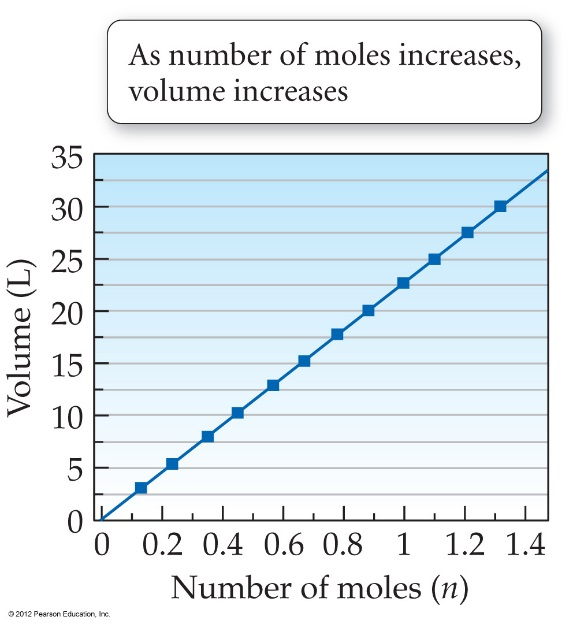 As number of moles increases,
volume increases
35
30
25
20
15
10
5
0
Volume (L)
0 0.2 0.4 0.6 0.8 1 1.2 1.4
Number of moles (n)
© 2012 Pearson Education, Inc.